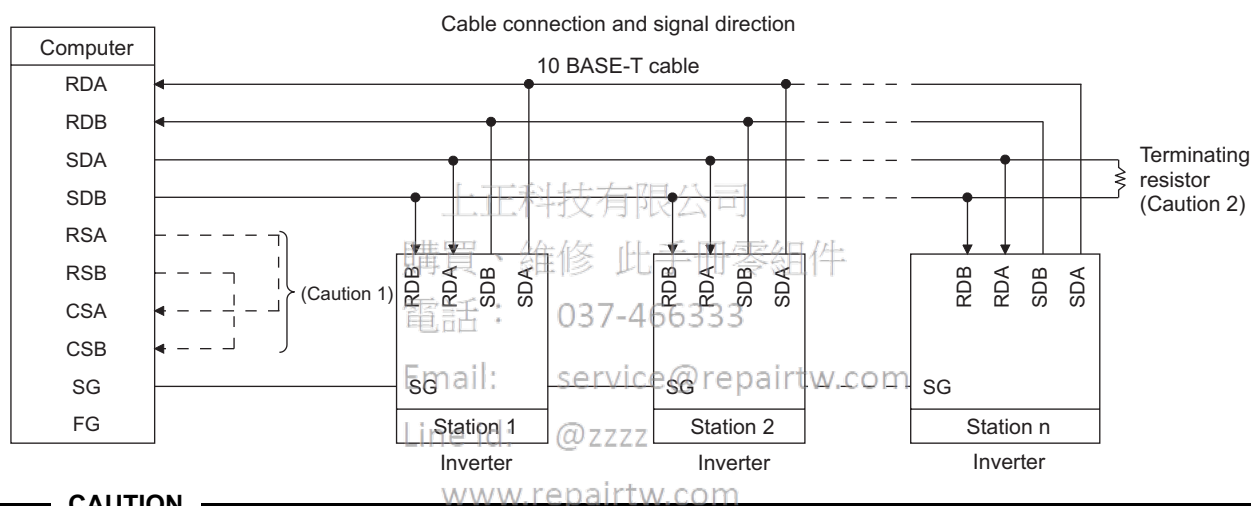 Cable connection and signal direction
Computer
10 BASE-T cable
RDA
RDB
SDA
SDB
RSA
RSB
CSA
CSB
SG
FG
(Caution 1)
Terminating
resistor
(Caution 2)
RDB
RDA
SDB
SDA
SG
Station 1
Inverter
RDB
RDA
SDB
SDA
SG
Station 2
Inverter
RDB
RDA
SDB
SDA
SG
Station n
Inverter
上正科技有限公司
購買、維修 此手冊零組件
電話： 037-466333
Email: service@repairtw.com
Line id: @zzzz
www.repairtw.com
CAUTION